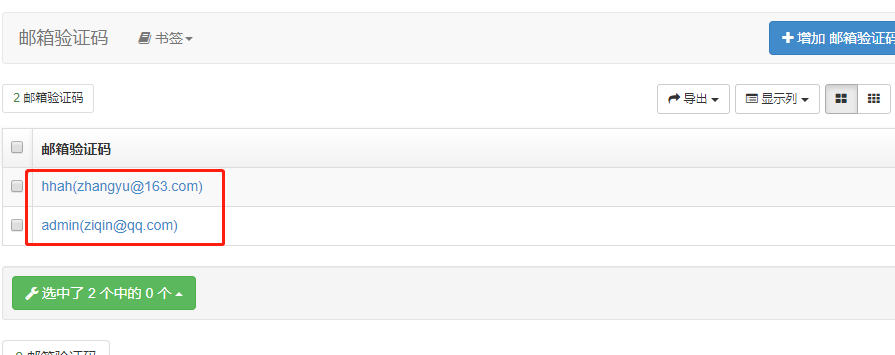 邮箱验证码 书签
增加 邮箱验证码
2 邮箱验证码
导出 显示列
邮箱验证码
hhah(zhangyu@163.com)
admin(ziqin@qq.com)
选中了 2 个中的 0 个